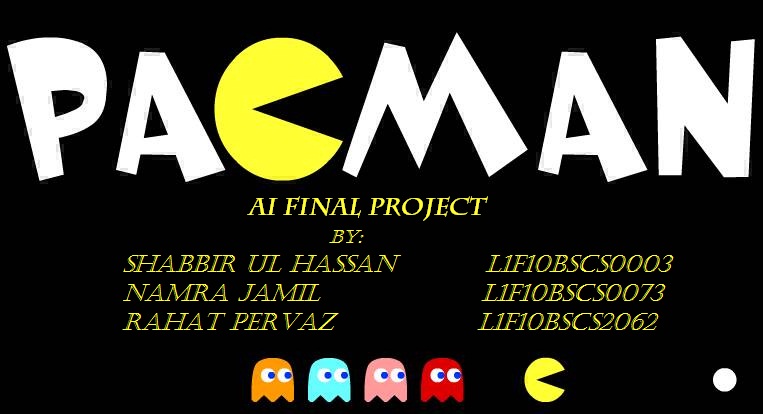 PACMAN
AI FINAL PROJECT
BY:
SHABBIR UL HASSAN L1F10BSCS0003
NAMRA JAMIL L1F10BSCS0073
RAHAT PERVAZ L1F10BSCS2062